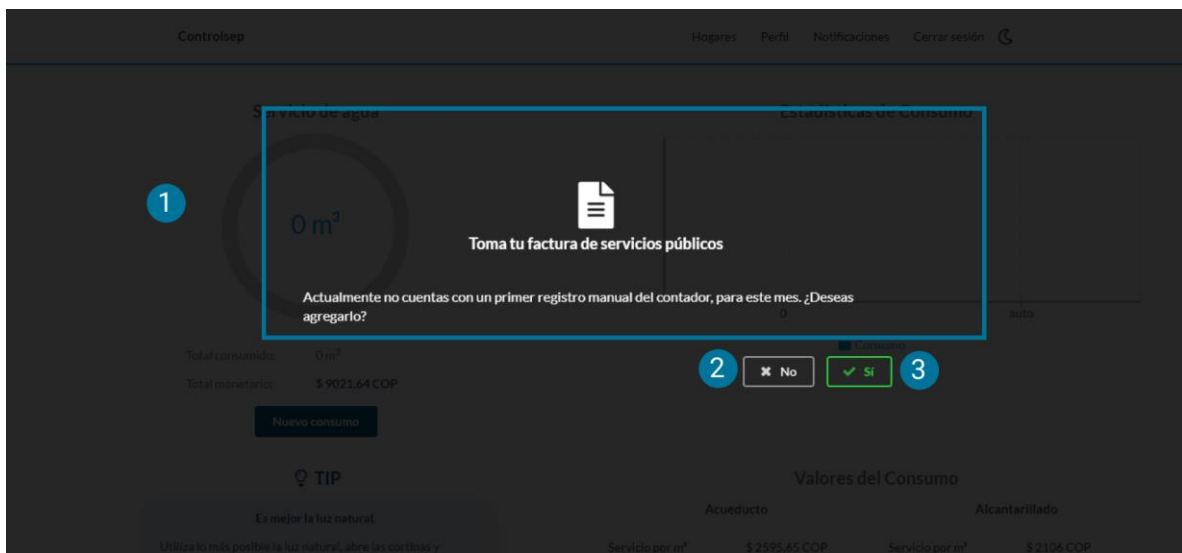 Controlsep
Hogares Perfil Notificaciones Cerrar sesión
Servicio de agua
Estadísticas de Consumo
1
0 m³
Toma tu factura de servicios públicos
Actualmente no cuentas con un primer registro manual del contador, para este mes. ¿Deseas
agregarlo?
0 auto
Consumo
Total consumido: 0 m³
2 No Sí 3
Total monetario: $ 9021.64 COP
Nuevo consumo
TIP
Valores del Consumo
Es mejor la luz natural
Acueducto Alcantarillado
Utiliza lo más posible la luz natural, abre las cortinas y
Servicio por m³ $ 2595.65 COP Servicio por m³ $ 2106 COP